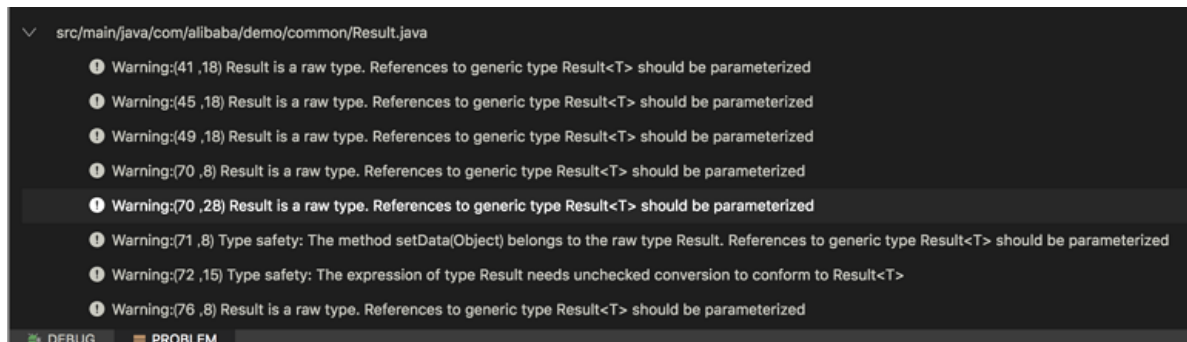 src/main/java/com/alibaba/demo/common/Result.java
Warning:(41 ,18) Result is a raw type. References to generic type Result<T> should be parameterized
Warning:(45 ,18) Result is a raw type. References to generic type Result<T> should be parameterized
Warning:(49 ,18) Result is a raw type. References to generic type Result<T> should be parameterized
Warning:(70 ,8) Result is a raw type. References to generic type Result<T> should be parameterized
Warning:(70 ,28) Result is a raw type. References to generic type Result<T> should be parameterized
Warning:(71 ,8) Type safety: The method setData(Object) belongs to the raw type Result. References to generic type Result<T> should be parameterized
Warning:(72 ,15) Type safety: The expression of type Result needs unchecked conversion to conform to Result<T>
Warning:(76 ,8) Result is a raw type. References to generic type Result<T> should be parameterized
DEBUG PROBLEM